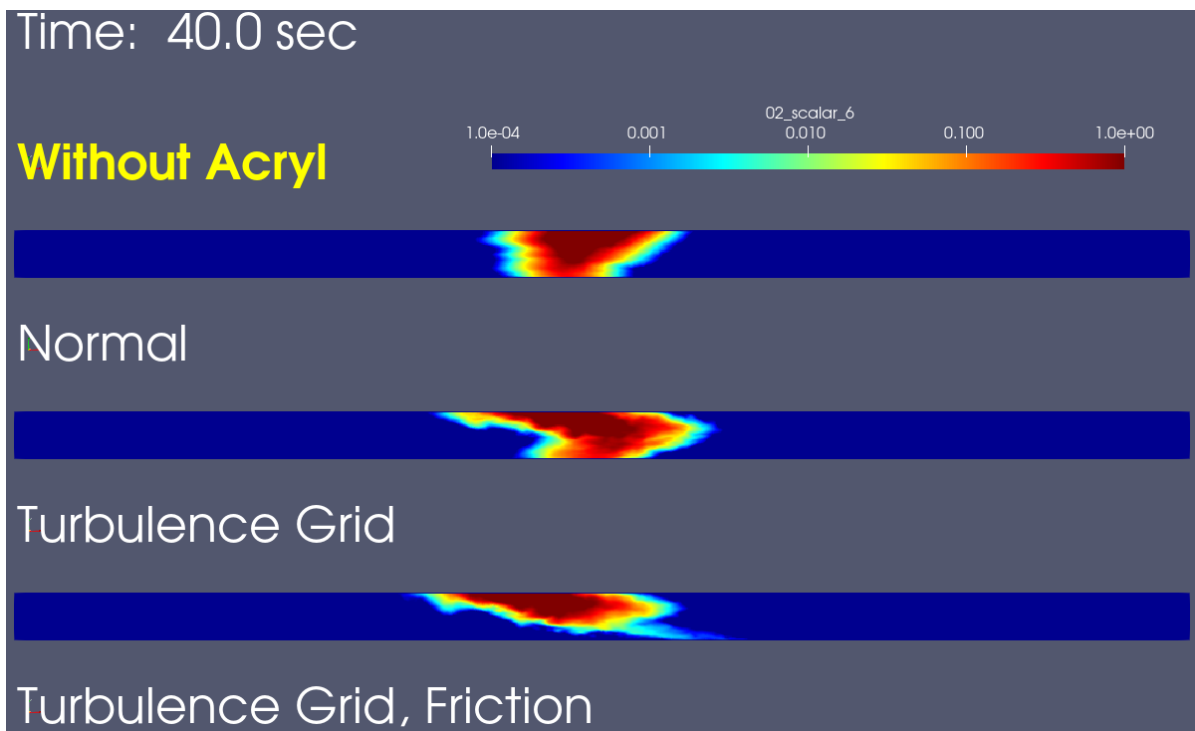 Time: 40.0 sec
02_scalar_6
1.0e-04 0.001 0.010 0.100 1.0e+00
Without Acryl
Normal
Turbulence Grid
Turbulence Grid, Friction